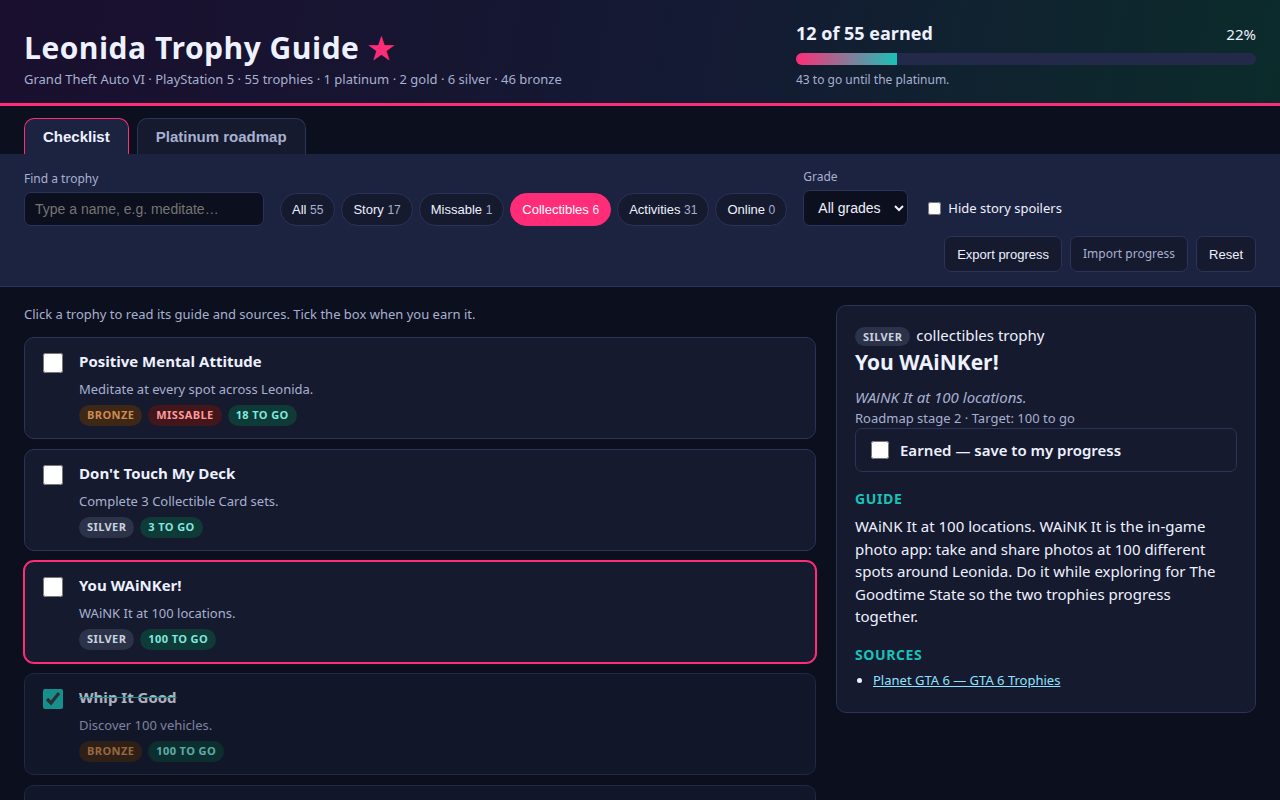 Leonida Trophy Guide ★
Grand Theft Auto VI · PlayStation 5 · 55 trophies · 1 platinum · 2 gold · 6 silver · 46 bronze
12 of 55 earned
22%
43 to go until the platinum.
Checklist
Platinum roadmap
Find a trophy
Type a name, e.g. meditate…
All 55
Story 17
Missable 1
Collectibles 6
Activities 31
Online 0
Grade
All grades
Hide story spoilers
Export progress
Import progress
Reset
Click a trophy to read its guide and sources. Tick the box when you earn it.
Positive Mental Attitude
Meditate at every spot across Leonida.
BRONZE
MISSABLE
18 TO GO
Don't Touch My Deck
Complete 3 Collectible Card sets.
SILVER
3 TO GO
You WAiNKer!
WAiNK It at 100 locations.
SILVER
100 TO GO
Whip It Good
Discover 100 vehicles.
BRONZE
100 TO GO
SILVER collectibles trophy
You WAiNKer!
WAiNK It at 100 locations.
Roadmap stage 2 · Target: 100 to go
Earned — save to my progress
GUIDE
WAiNK It at 100 locations. WAiNK It is the in-game
photo app: take and share photos at 100 different
spots around Leonida. Do it while exploring for The
Goodtime State so the two trophies progress
together.
SOURCES
Planet GTA 6 — GTA 6 Trophies